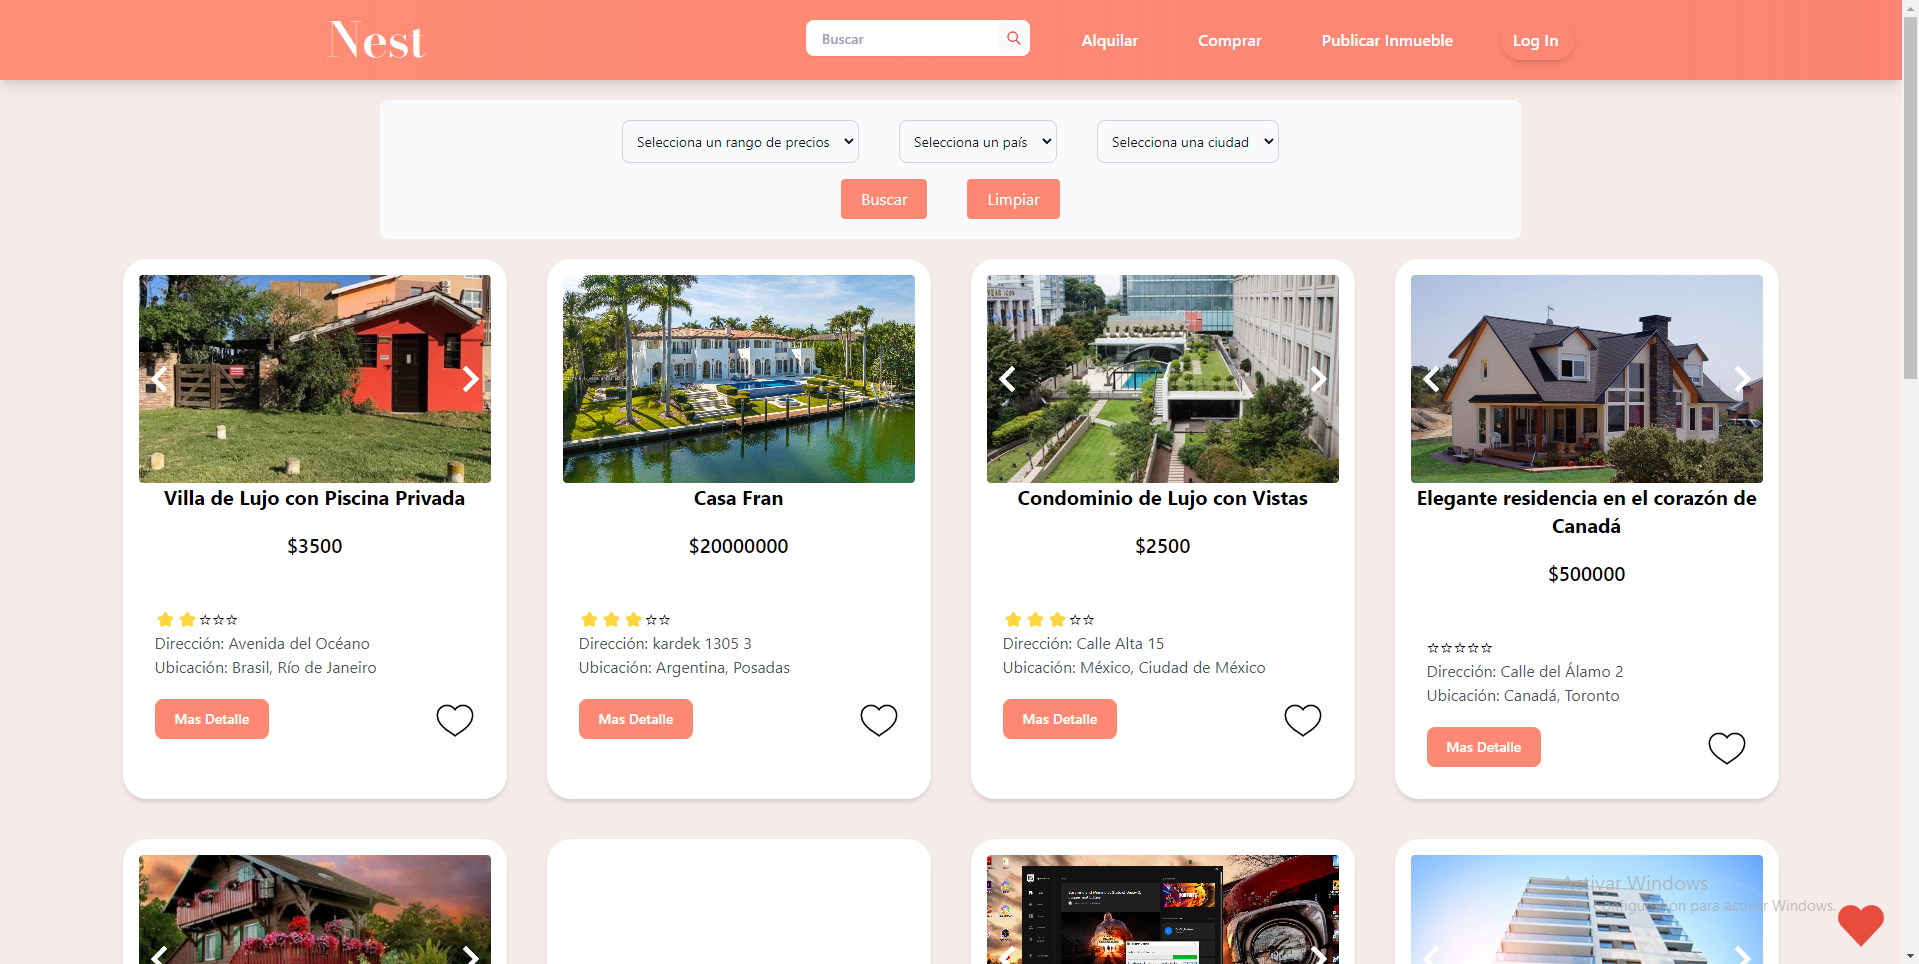 Nest
Buscar
Alquilar
Comprar
Publicar Inmueble
Log In
Selecciona un rango de precios
Selecciona un país
Selecciona una ciudad
Buscar
Limpiar
Villa de Lujo con Piscina Privada
$3500
Dirección: Avenida del Océano
Ubicación: Brasil, Río de Janeiro
Mas Detalle
Casa Fran
$20000000
Dirección: kardek 1305 3
Ubicación: Argentina, Posadas
Mas Detalle
Condominio de Lujo con Vistas
$2500
Dirección: Calle Alta 15
Ubicación: México, Ciudad de México
Mas Detalle
Elegante residencia en el corazón de
Canadá
$500000
Dirección: Calle del Álamo 2
Ubicación: Canadá, Toronto
Mas Detalle
Activar Windows
Configuración para activar Windows.